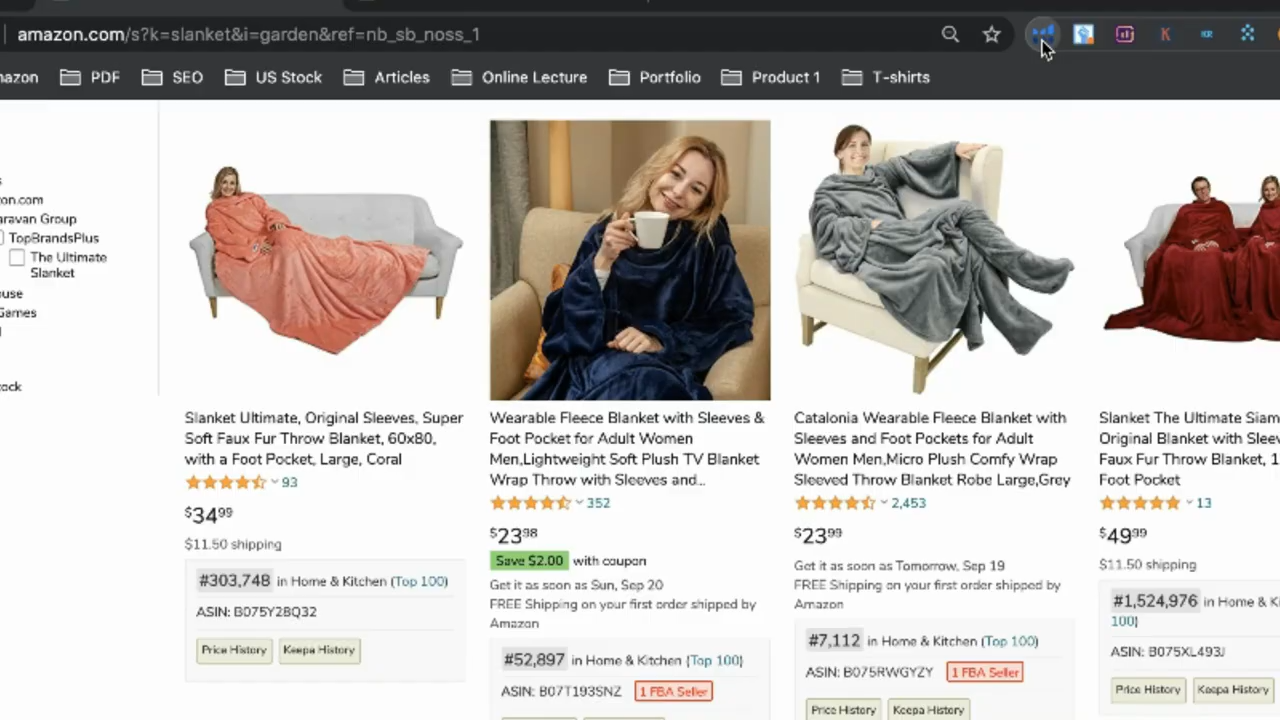 amazon.com/s?k=slanket&i=garden&ref=nb_sb_noss_1
mazon PDF SEO US Stock Articles Online Lecture Portfolio Product 1 T-shirts
zon.com
aravan Group
TopBrandsPlus
The Ultimate
Slanket
ouse
Games
ock
Slanket Ultimate, Original Sleeves, Super
Soft Faux Fur Throw Blanket, 60x80,
with a Foot Pocket, Large, Coral
93
$34.99
$11.50 shipping
#303,748 in Home & Kitchen (Top 100)
ASIN: B075Y28Q32
Price History Keepa History
Wearable Fleece Blanket with Sleeves &
Foot Pocket for Adult Women
Men,Lightweight Soft Plush TV Blanket
Wrap Throw with Sleeves and...
352
$23.98
Save $2.00 with coupon
Get it as soon as Sun, Sep 20
FREE Shipping on your first order shipped by
Amazon
#52,897 in Home & Kitchen (Top 100)
ASIN: B07T193SNZ 1 FBA Seller
Catalonia Wearable Fleece Blanket with
Sleeves and Foot Pockets for Adult
Women Men,Micro Plush Comfy Wrap
Sleeved Throw Blanket Robe Large,Grey
2,453
$23.99
Get it as soon as Tomorrow, Sep 19
FREE Shipping on your first order shipped by
Amazon
#7,112 in Home & Kitchen (Top 100)
ASIN: B075RWGYZY 1 FBA Seller
Price History Keepa History
Slanket The Ultimate Siam
Original Blanket with Sleev
Faux Fur Throw Blanket, 1
Foot Pocket
13
$49.99
$11.50 shipping
#1,524,976 in Home & K
100)
ASIN: B075XL493J
Price History Keepa History